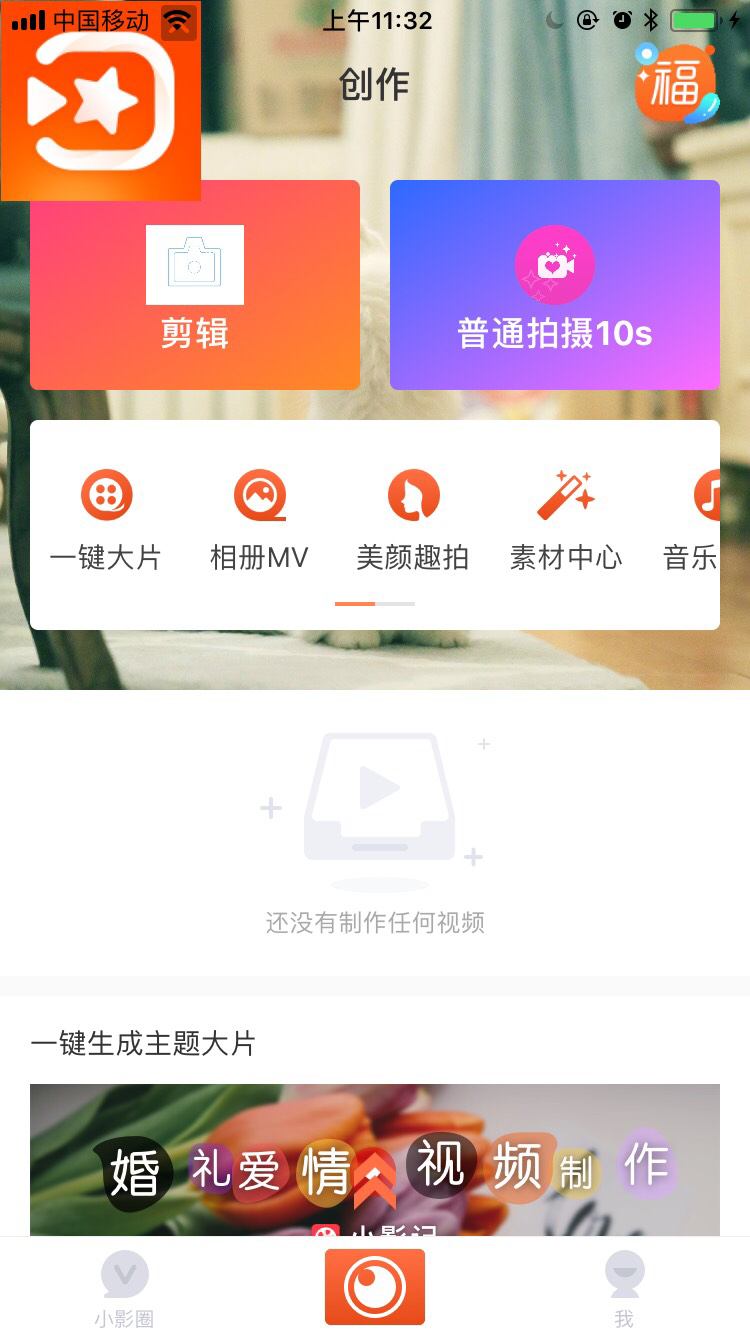 中国移动
上午11:32
创作
福
剪辑
普通拍摄10s
一键大片
相册MV
美颜趣拍
素材中心
音乐
还没有制作任何视频
一键生成主题大片
婚礼爱情视频制作
小影记
小影圈
我